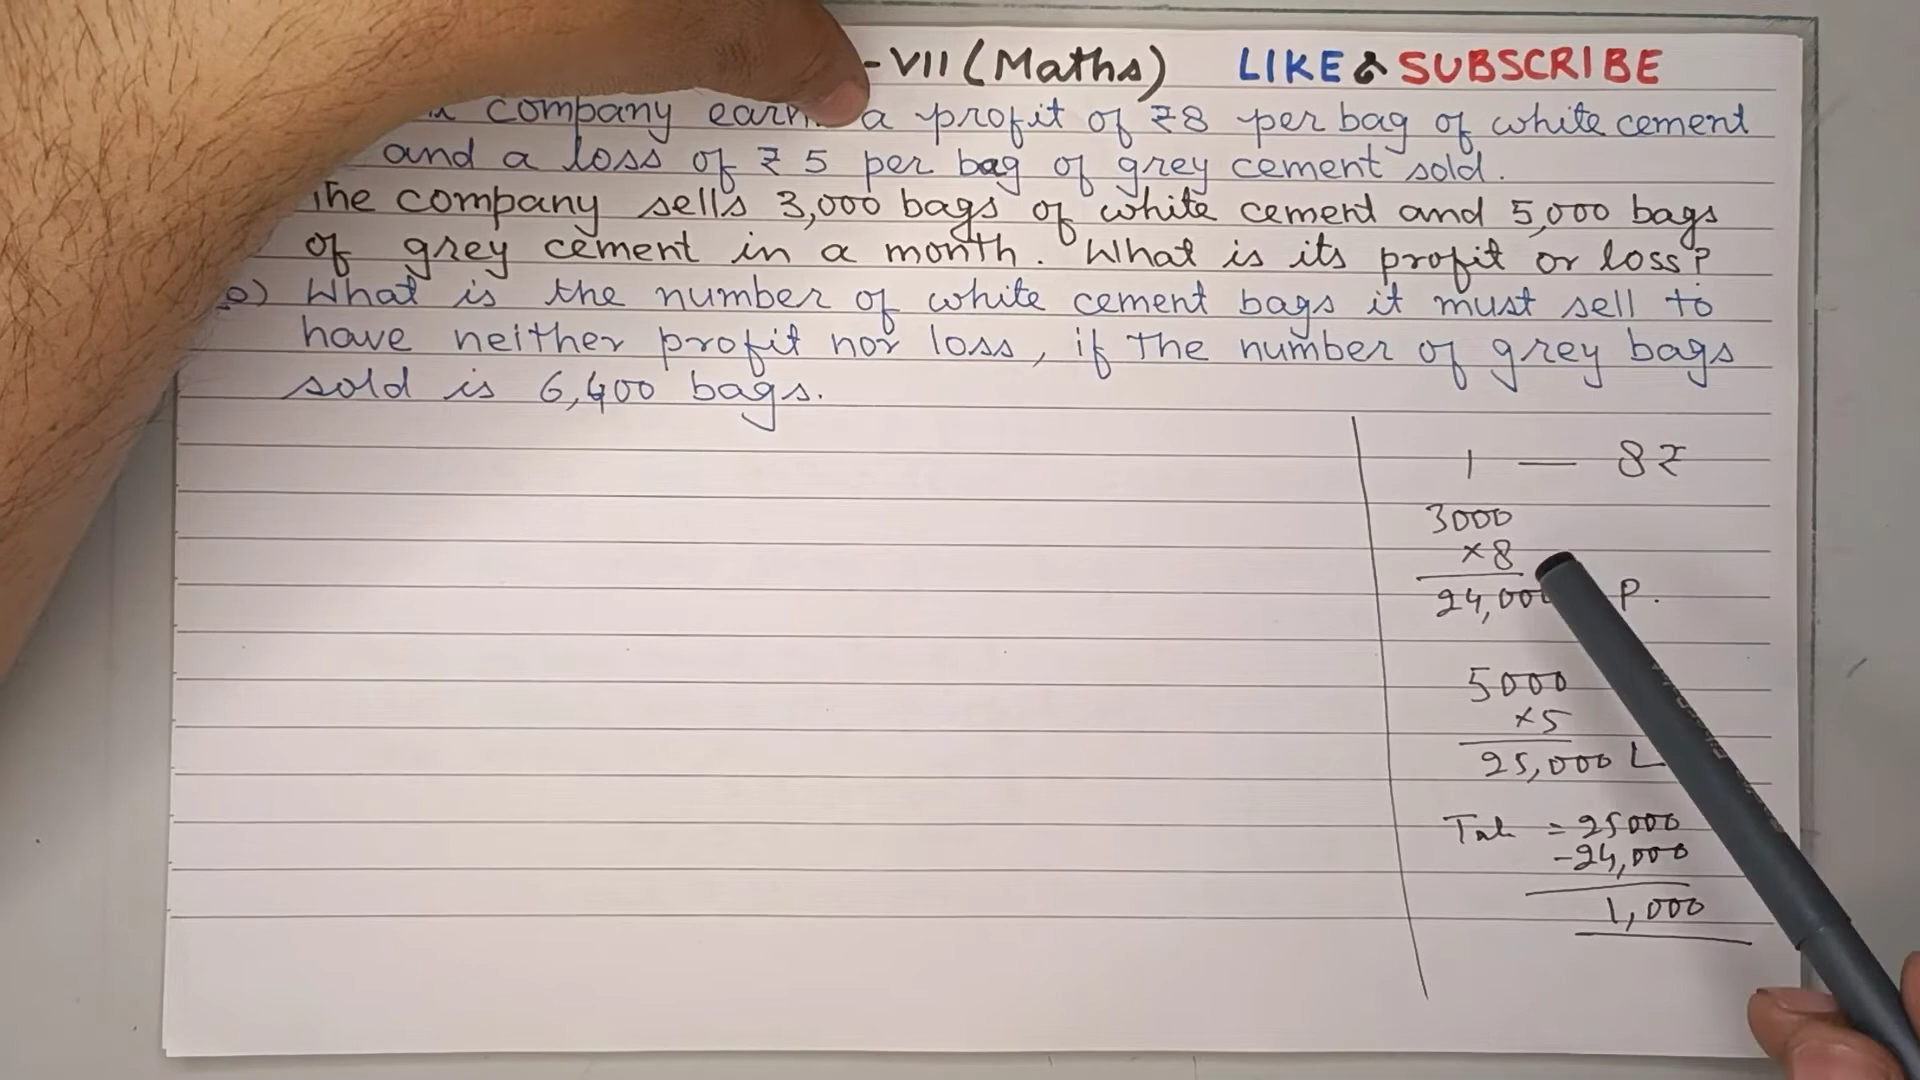 -VII (Maths) LIKE & SUBSCRIBE
company earn a profit of ₹8 per bag of white cement
and a loss of ₹5 per bag of grey cement sold.
The company sells 3,000 bags of white cement and 5,000 bags
of grey cement in a month. What is its profit or loss?
What is the number of white cement bags it must sell to
have neither profit nor loss, if the number of grey bags
sold is 6,400 bags.
1 — 8₹
3000
×8
24,000 P.
5000
×5
25,000 L
= 25000
-24,000
1,000